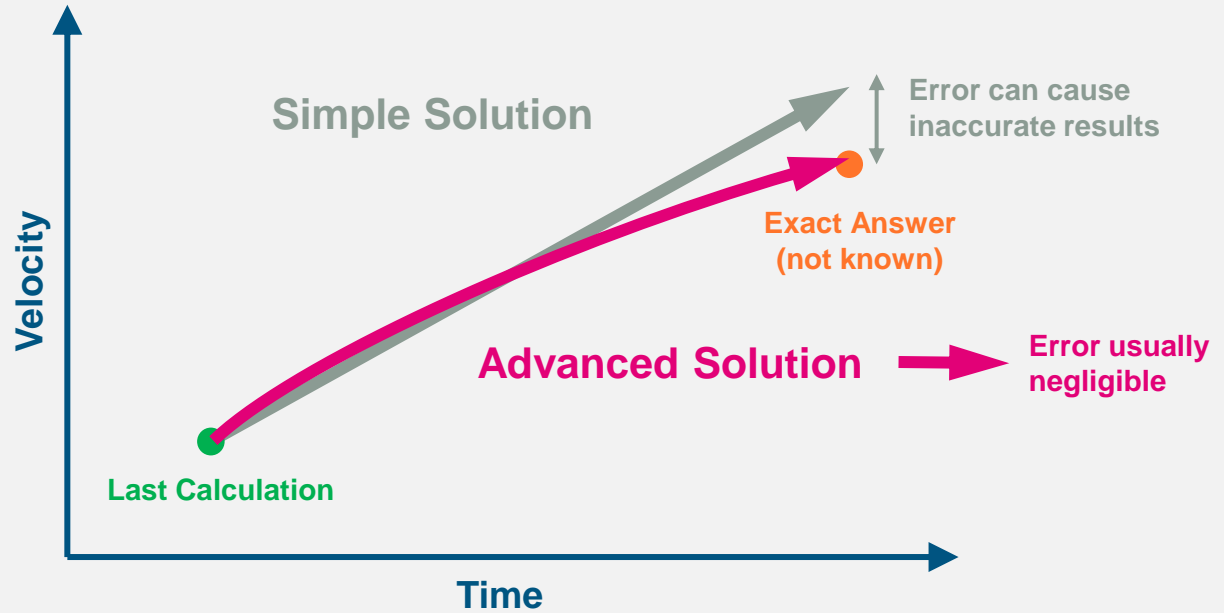 Simple Solution
Error can cause
inaccurate results
Velocity
Exact Answer
(not known)
Advanced Solution
Error usually
negligible
Last Calculation
Time